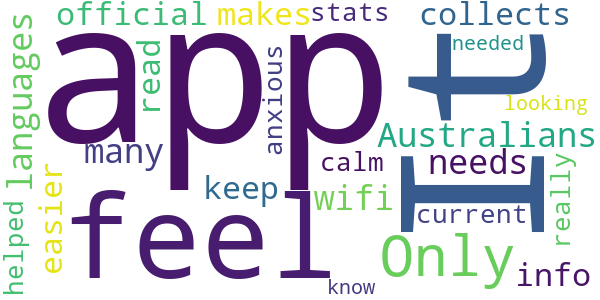 official makes stats collects
needed
app It
languages read anxious looking
Australians
many calm needs
easier keep wifi really
feel current
helped Only info
know